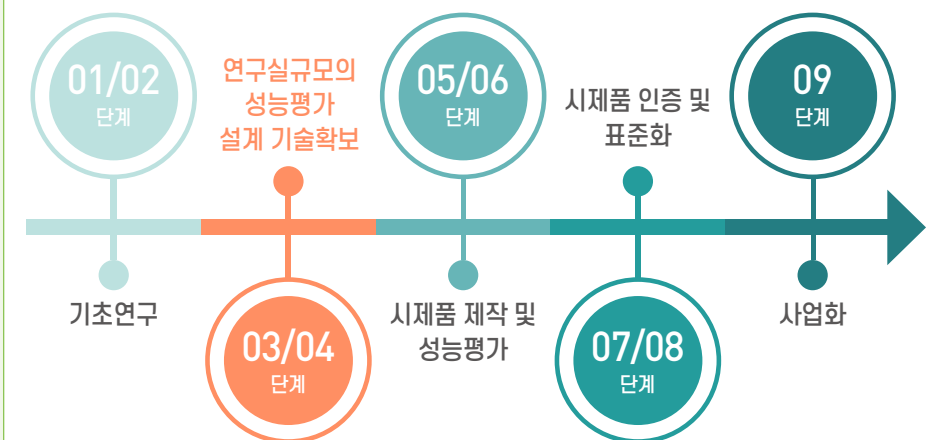 01/02
단계
기초연구
연구실규모의
성능평가
설계 기술확보
03/04
단계
05/06
단계
시제품 제작 및
성능평가
시제품 인증 및
표준화
07/08
단계
09
단계
사업화